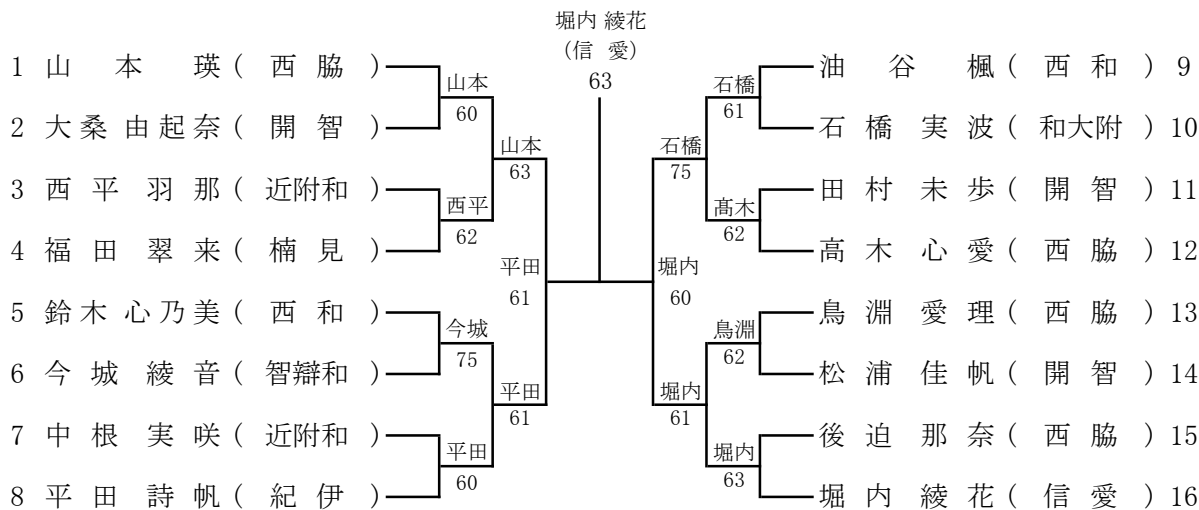 堀内 綾花
(信 愛)
63
1 山本 瑛 ( 西脇 )
2 大桑 由起奈 ( 開智 )
3 西平 羽那 ( 近附和 )
4 福田 翠来 ( 楠見 )
5 鈴木 心乃美 ( 西和 )
6 今城 綾音 ( 智辯和 )
7 中根 実咲 ( 近附和 )
8 平田 詩帆 ( 紀伊 )
山本
60
西平
62
今城
75
平田
60
山本
63
平田
61
平田
61
堀内
60
石橋
75
堀内
61
石橋
61
髙木
62
鳥淵
62
堀内
63
油谷 楓 ( 西和 ) 9
石橋 実波 ( 和大附 ) 10
田村 未歩 ( 開智 ) 11
髙木 心愛 ( 西脇 ) 12
鳥淵 愛理 ( 西脇 ) 13
松浦 佳帆 ( 開智 ) 14
後迫 那奈 ( 西脇 ) 15
堀内 綾花 ( 信愛 ) 16